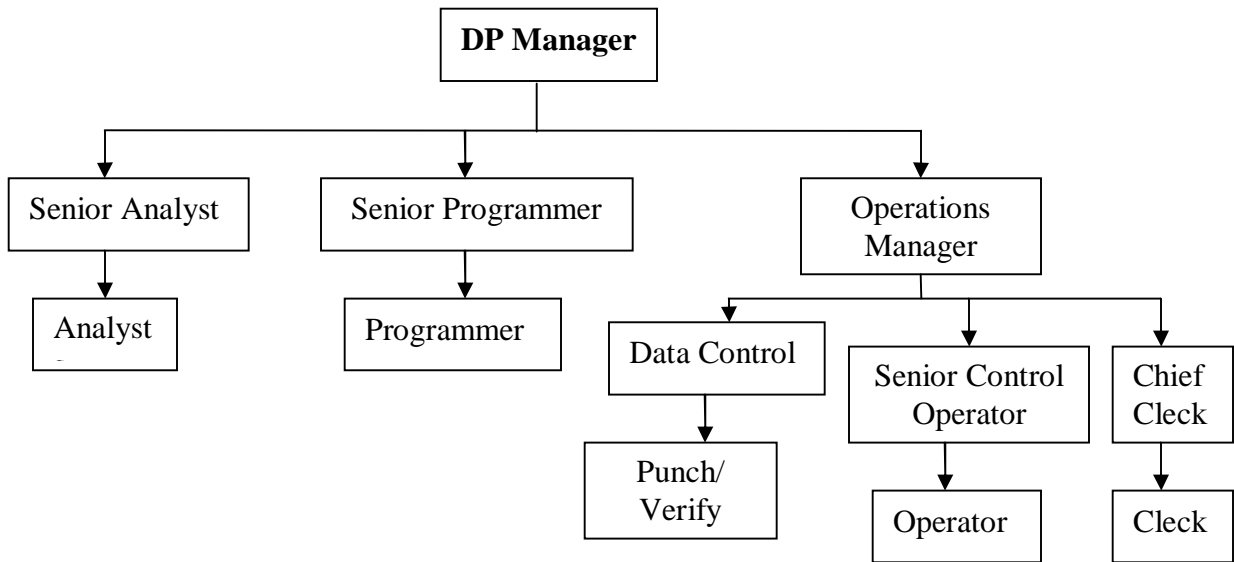 DP Manager
Senior Analyst
Senior Programmer
Operations
Manager
Analyst
Programmer
Data Control
Senior Control
Operator
Chief
Cleck
Punch/
Verify
Operator
Cleck